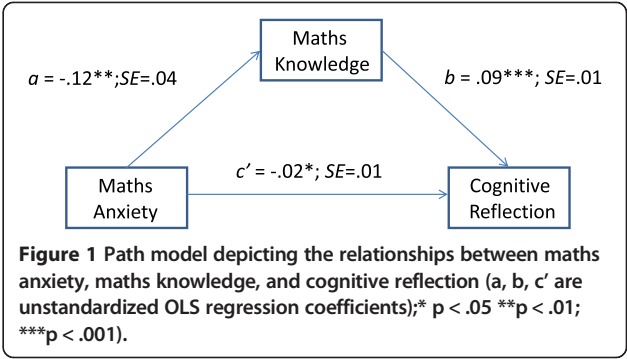 Maths
Knowledge
a = -.12**;SE=.04
b = .09***; SE=.01
c’ = -.02*; SE=.01
Maths
Anxiety
Cognitive
Reflection
Figure 1 Path model depicting the relationships between maths
anxiety, maths knowledge, and cognitive reflection (a, b, c’ are
unstandardized OLS regression coefficients);* p < .05 **p < .01;
***p < .001).